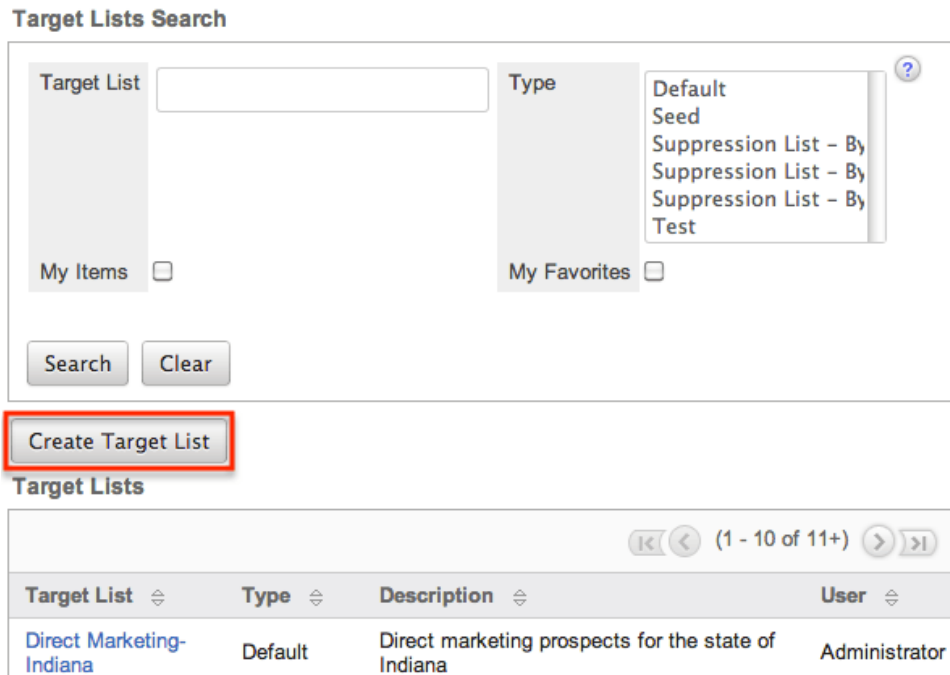 Target Lists Search
Target List
Type
Default
Seed
Suppression List – By
Suppression List – By
Suppression List – By
Test
?
My Items
My Favorites
Search Clear
Create Target List
Target Lists
(1 - 10 of 11+)
Target List Type Description User
Direct Marketing-
Indiana
Default
Direct marketing prospects for the state of
Indiana
Administrator